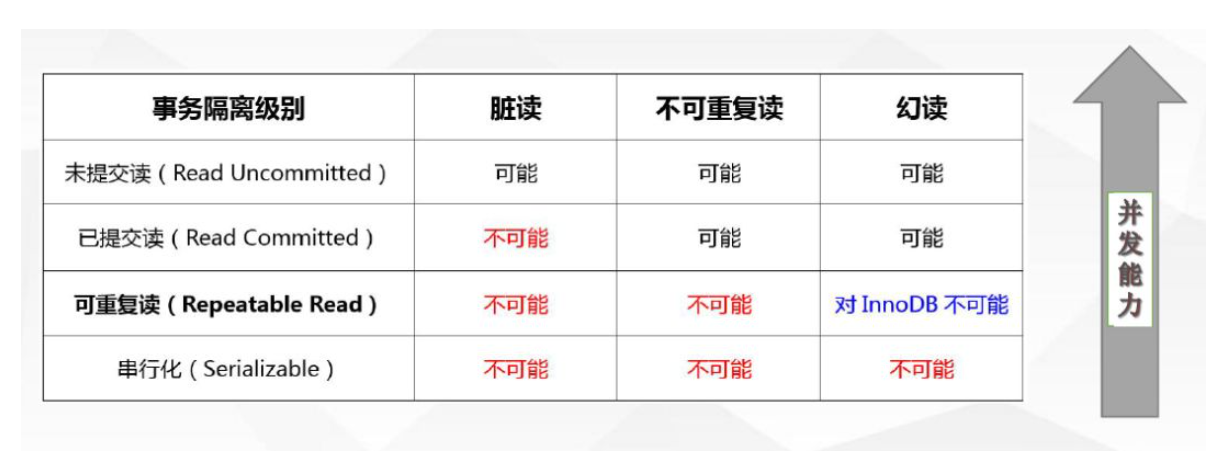 事务隔离级别 脏读 不可重复读 幻读
未提交读（Read Uncommitted） 可能 可能 可能
已提交读（Read Committed） 不可能 可能 可能
可重复读（Repeatable Read） 不可能 不可能 对 InnoDB 不可能
串行化（Serializable） 不可能 不可能 不可能
并发能力